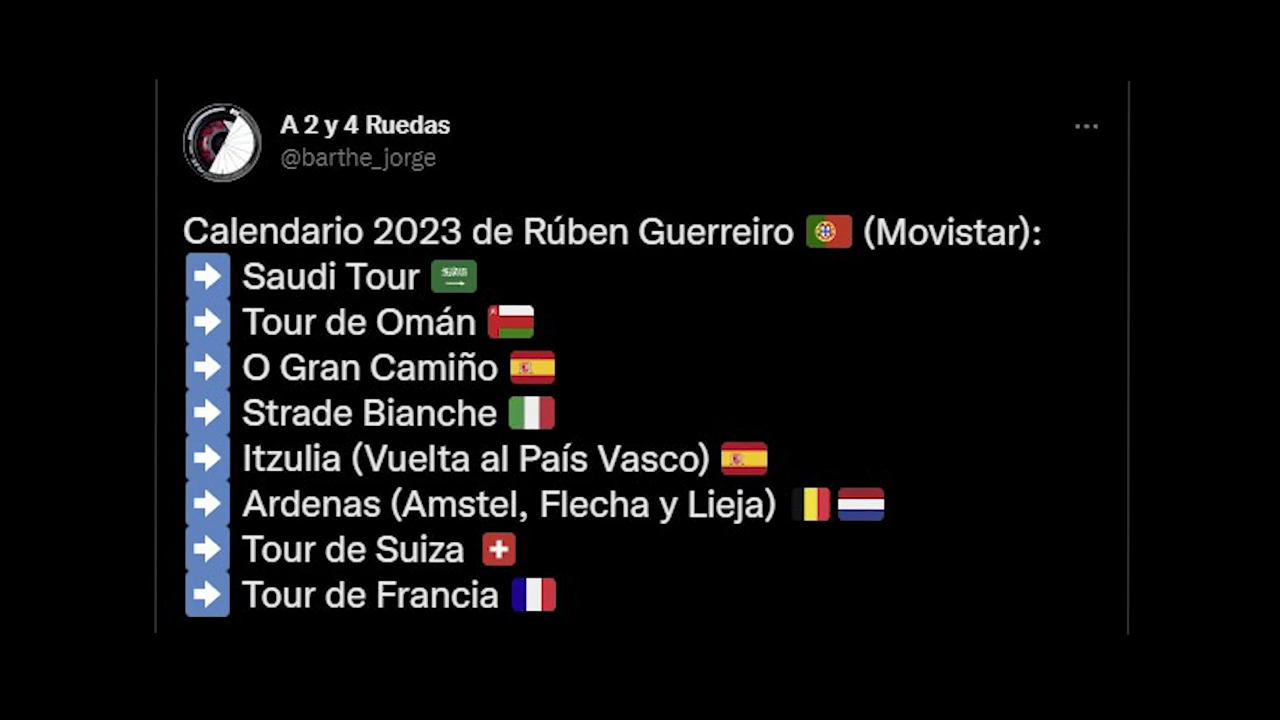 A 2 y 4 Ruedas
@barthe_jorge
Calendario 2023 de Rúben Guerreiro 🇵🇹 (Movistar):
➡ Saudi Tour 🇸🇦
➡ Tour de Omán 🇴🇲
➡ O Gran Camiño 🇪🇸
➡ Strade Bianche 🇮🇹
➡ Itzulia (Vuelta al País Vasco) 🇪🇸
➡ Ardenas (Amstel, Flecha y Lieja) 🇧🇪🇳🇱
➡ Tour de Suiza 🇨🇭
➡ Tour de Francia 🇫🇷